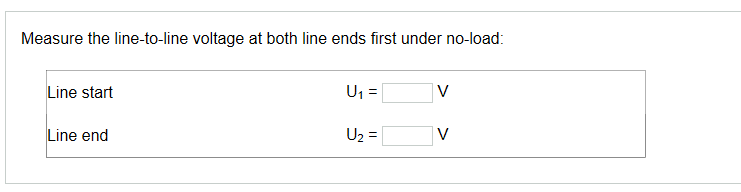 Measure the line-to-line voltage at both line ends first under no-load:
Line start U₁ = V
Line end U₂ = V